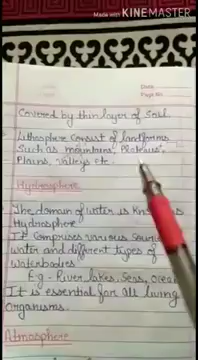 Made with KINEMASTER
Date
Page No.
Covered by thin layer of Soil.
Lithosphere consist of landforms
Such as mountains, Plateaus,
Plains, Valleys etc.
Hydrosphere
The domain of water is Known as
Hydrosphere
It comprises various Sources
water and different types of
Waterbodies
E.g - River, lakes, Seas, Ocean
It is essential for all living
Organisms.
Atmosphere